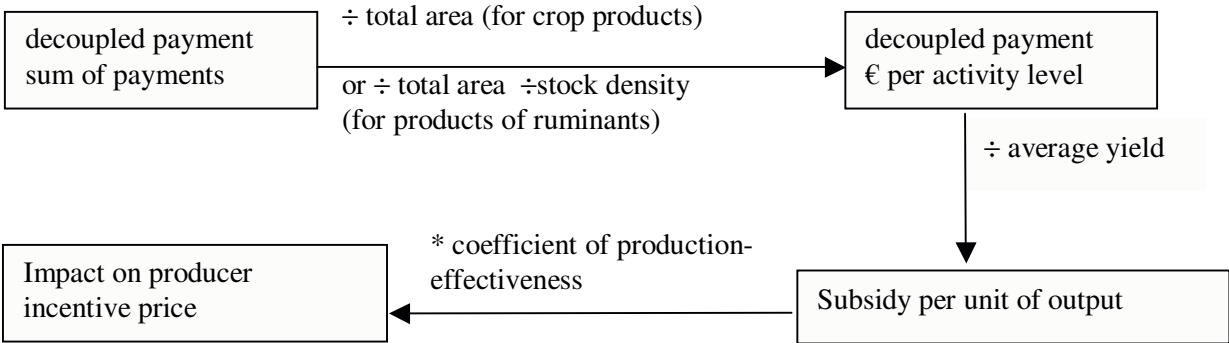 decoupled payment
sum of payments
÷ total area (for crop products)
or ÷ total area ÷stock density
(for products of ruminants)
decoupled payment
€ per activity level
÷ average yield
Subsidy per unit of output
* coefficient of production-
effectiveness
Impact on producer
incentive price